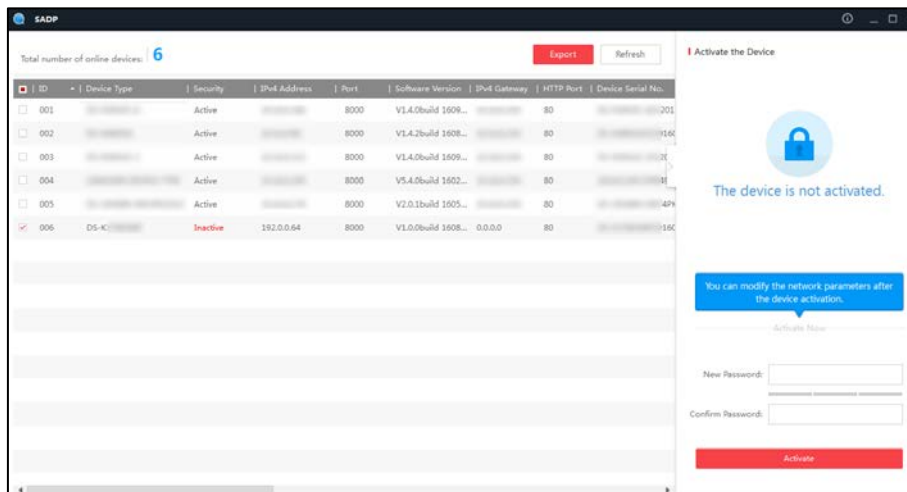 SADP
Total number of online devices: 6
Export
Refresh
ID | Device Type | Security | IPv4 Address | Port | Software Version | IPv4 Gateway | HTTP Port | Device Serial No.
001 Active 8000 V1.4.0build 1609... 80 201
002 Active 8000 V1.4.2build 1608... 80 160
003 Active 8000 V1.4.0build 1609... 80
004 Active 8000 V5.4.0build 1602... 80
005 Active 8000 V2.0.1build 1605... 80
006 DS-K Inactive 192.0.0.64 8000 V1.0.0build 1608... 0.0.0.0 80 160
Activate the Device
The device is not activated.
You can modify the network parameters after
the device activation.
Activate Now
New Password:
Confirm Password:
Activate